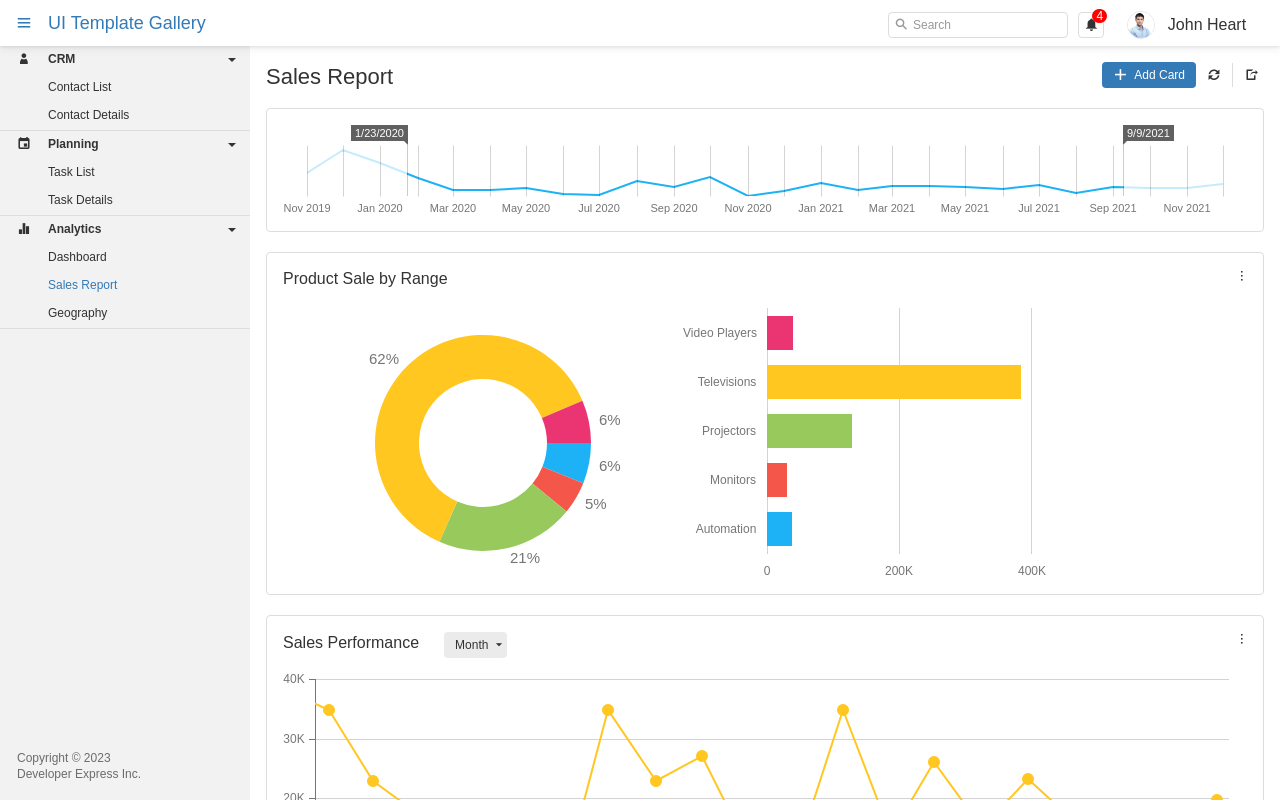 UI Template Gallery
Search
4
John Heart
CRM
Contact List
Contact Details
Planning
Task List
Task Details
Analytics
Dashboard
Sales Report
Geography
Copyright © 2023
Developer Express Inc.
Sales Report
Add Card
1/23/2020
9/9/2021
Nov 2019 Jan 2020 Mar 2020 May 2020 Jul 2020 Sep 2020 Nov 2020 Jan 2021 Mar 2021 May 2021 Jul 2021 Sep 2021 Nov 2021
Product Sale by Range
62%
6%
6%
5%
21%
Video Players
Televisions
Projectors
Monitors
Automation
0 200K 400K
Sales Performance
Month
40K
30K
20K